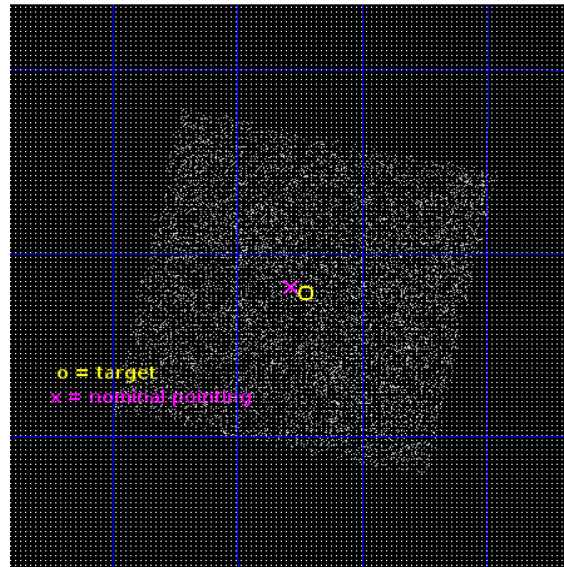 o = target
x = nominal pointing